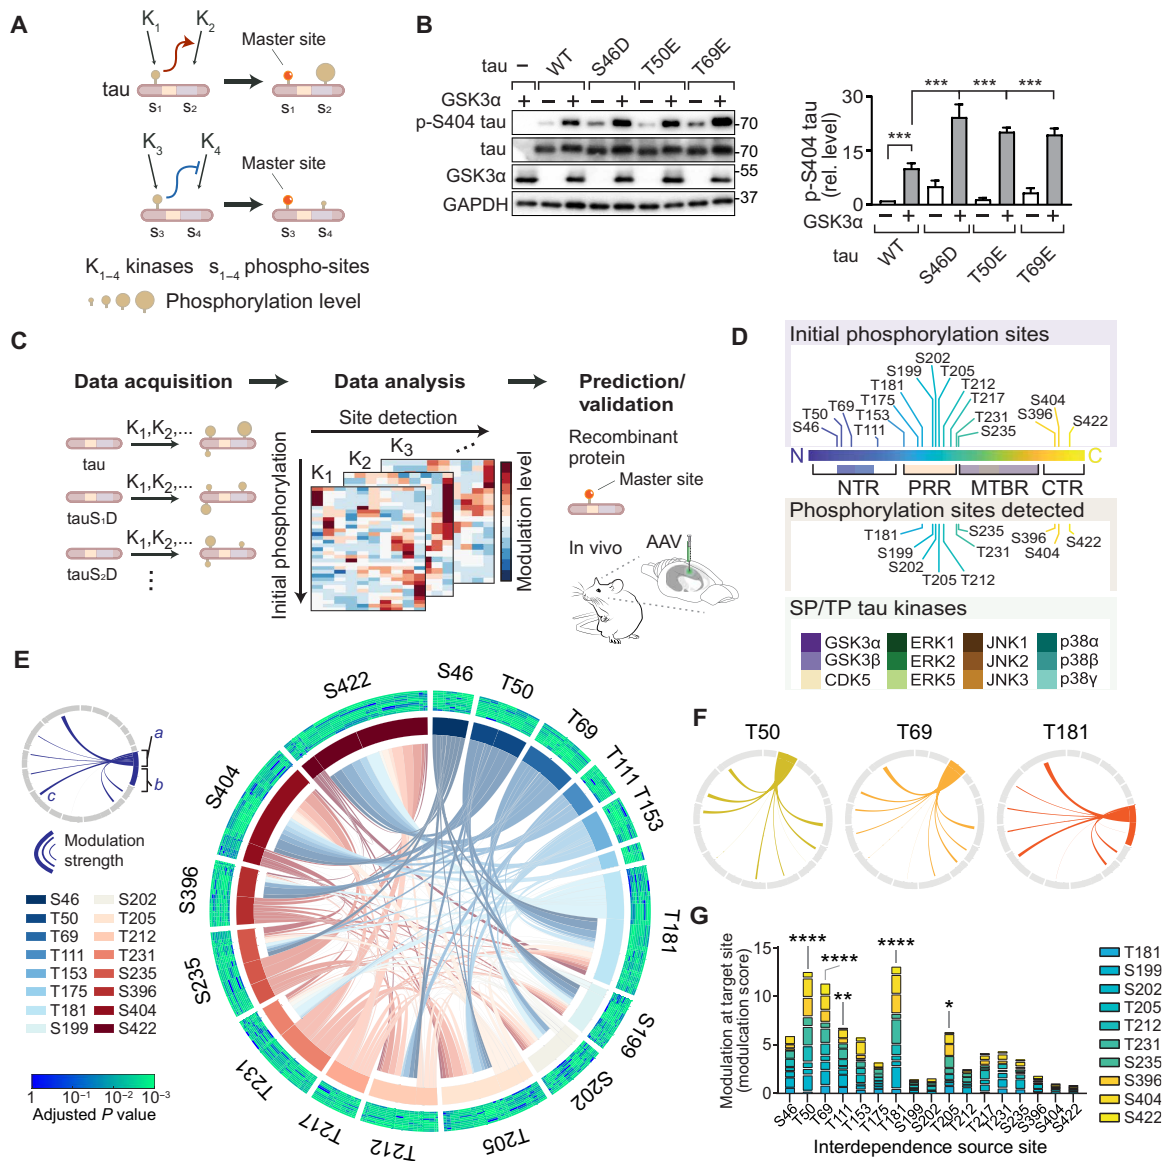 A
K1 K2
Master site
tau
s1 s2 s1 s2
K3 K4
Master site
s3 s4 s3 s4
K1–4 kinases s1–4 phospho-sites
Phosphorylation level
B
tau – WT S46D T50E T69E
GSK3α + – + – + – + – +
p-S404 tau -70
tau -70
GSK3α -55
GAPDH -37
p-S404 tau
(rel. level)
30
15
0
*** *** *** ***
GSK3α – + – + – + – +
tau WT S46D T50E T69E
C
Data acquisition
Data analysis
Prediction/
validation
K1,K2,...
tau
K1,K2,...
tauS1D
K1,K2,...
tauS2D
Site detection
Initial phosphorylation
K1 K2 K3
Modulation level
Recombinant
protein
Master site
In vivo
AAV
D
Initial phosphorylation sites
S202
S199 T205
T181 T212
T175 T217
T50 T69 T153 T231 S404
S46 T111 S235 S396 S422
N C
NTR PRR MTBR CTR
Phosphorylation sites detected
T181 S235 S396 S422
S199 T231 S404
S202
T205 T212
SP/TP tau kinases
GSK3α ERK1 JNK1 p38α
GSK3β ERK2 JNK2 p38β
CDK5 ERK5 JNK3 p38γ
E
a
b
c
Modulation
strength
S46 S202
T50 T205
T69 T212
T111 T231
T153 S235
T175 S396
T181 S404
S199 S422
1 10⁻¹ 10⁻² 10⁻³
Adjusted P value
S46
T50
T69
T111
T153
T181
S199
S202
T205
T212
T217
T231
S235
S396
S404
S422
F
T50 T69 T181
G
Modulation at target site
(modulcation score)
15
10
5
0
**** **** ** **** *
S46 T50 T69 T111 T153 T175 T181 S199 S202 T205 T212 T217 T231 S235 S396 S404 S422
Interdependence source site
T181
S199
S202
T205
T212
T231
S235
S396
S404
S422